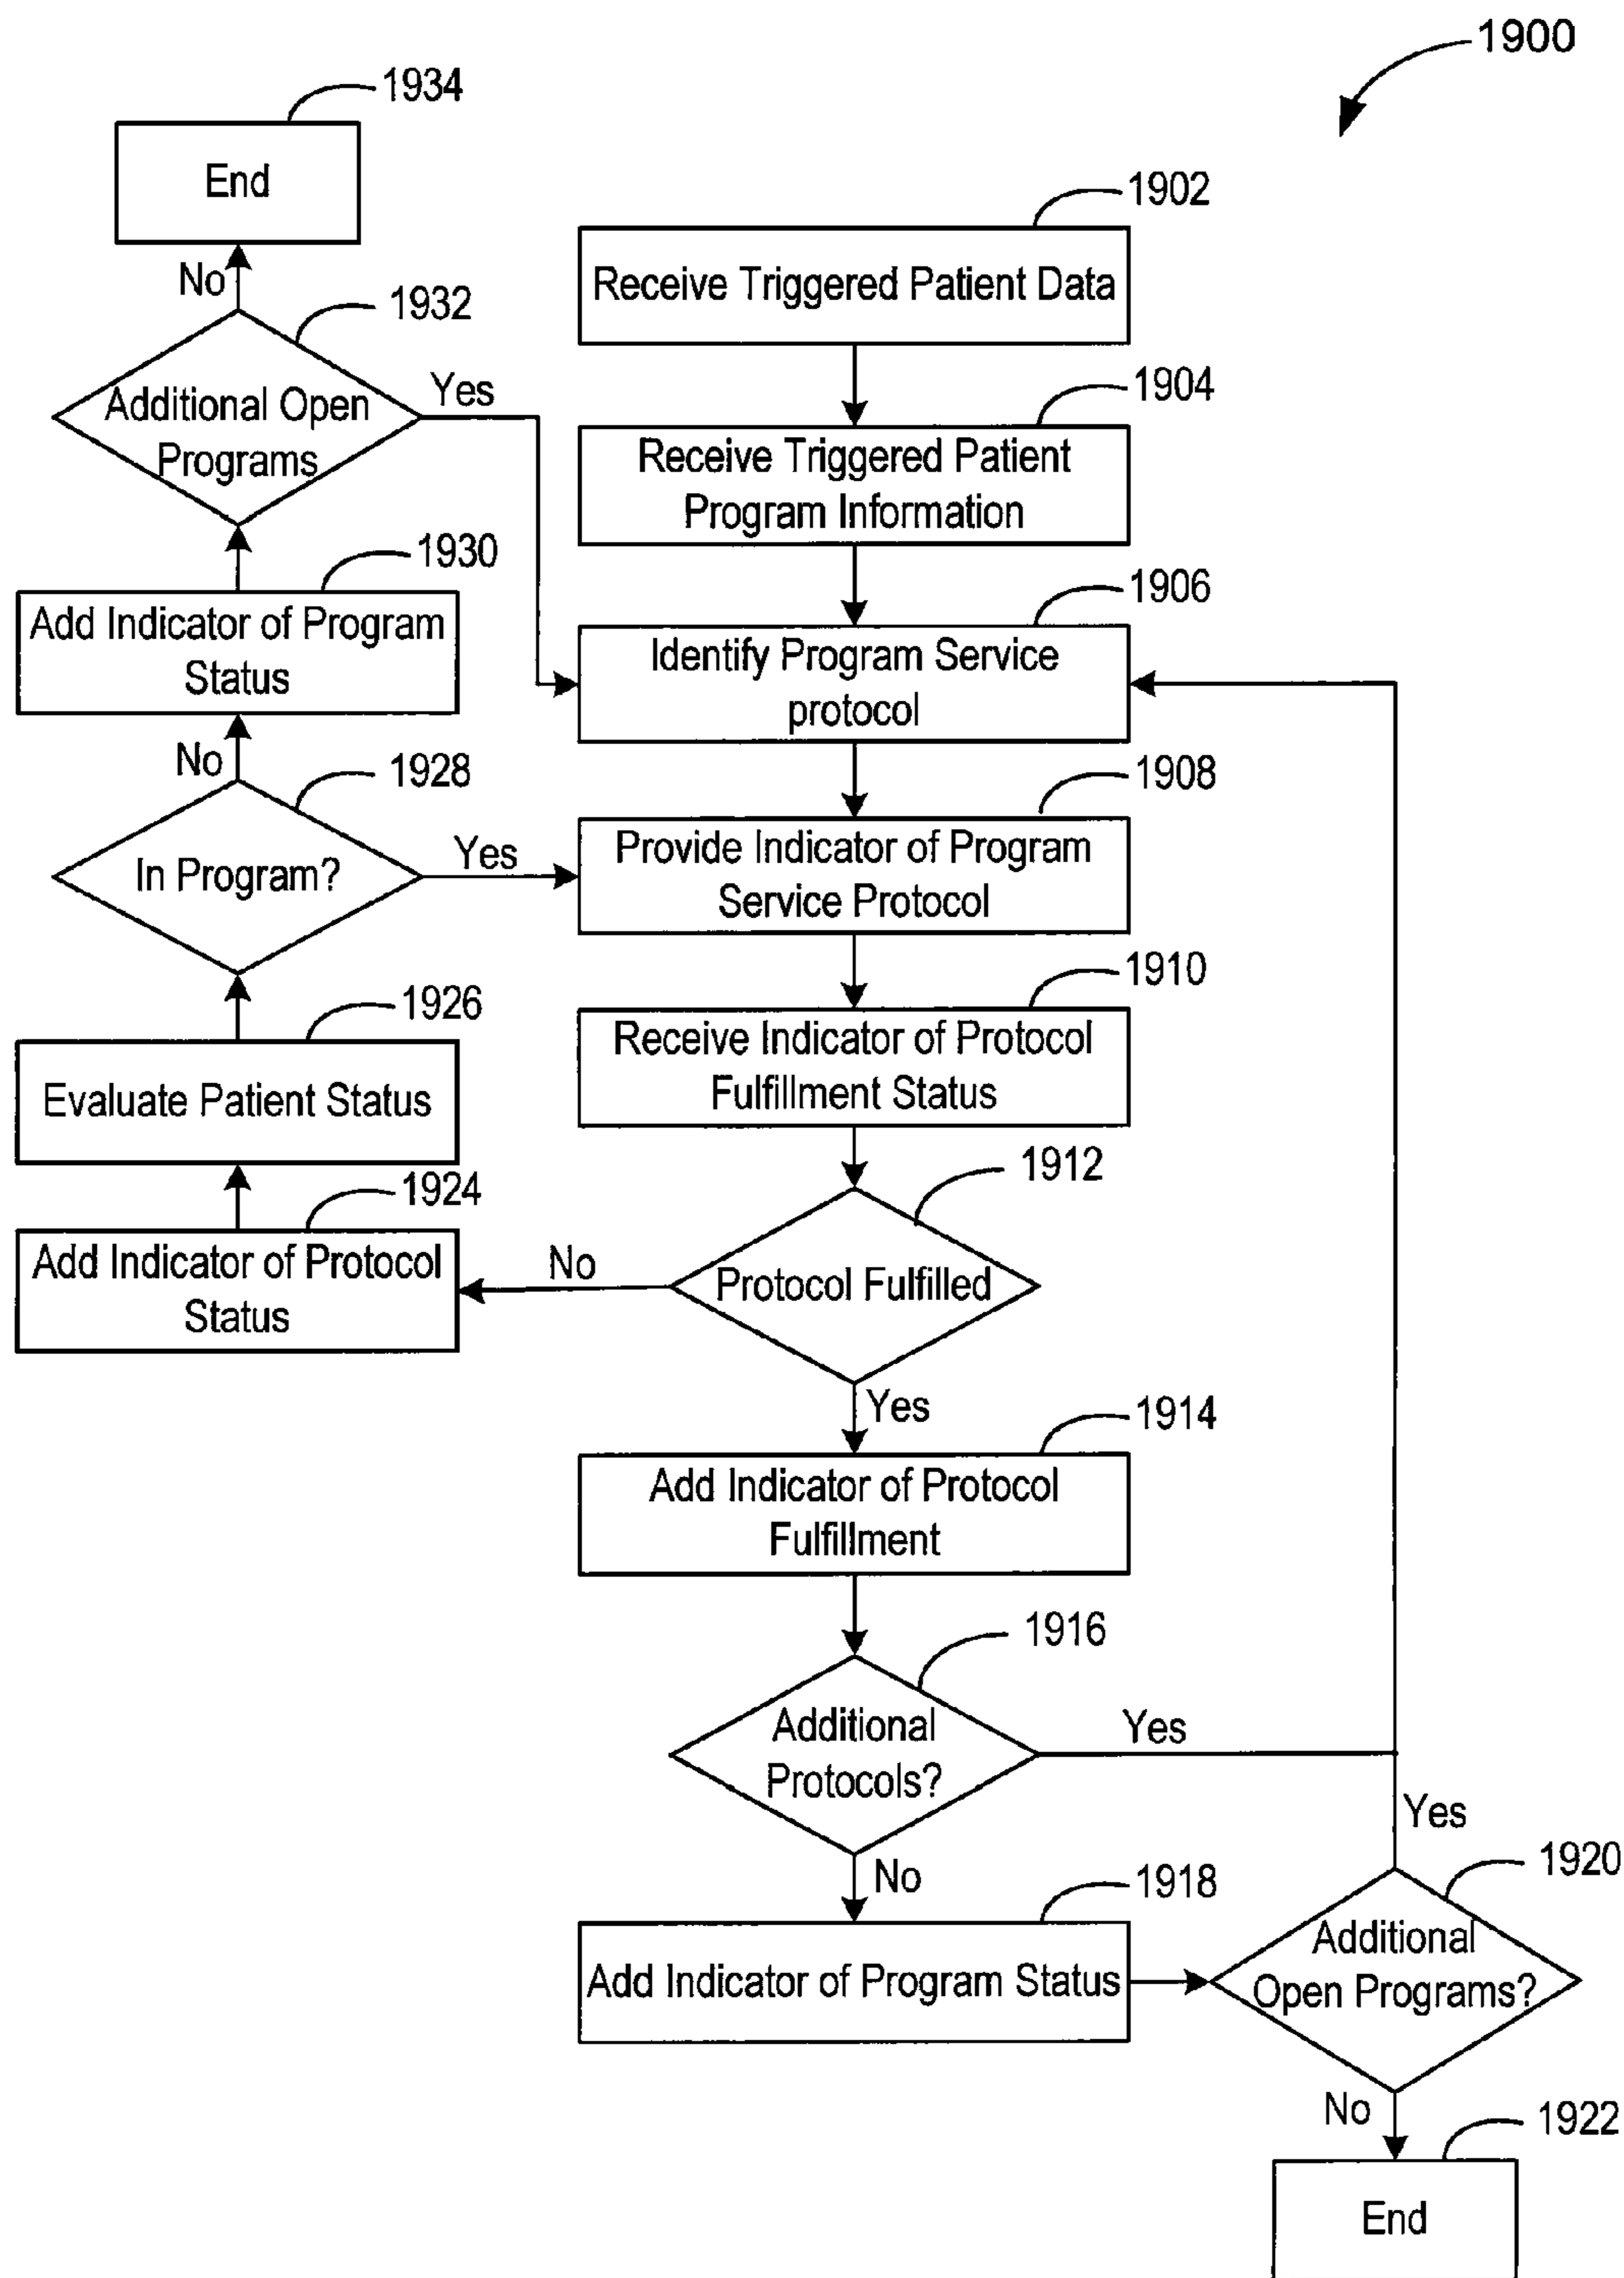 1900
1934
End
No
1932
Additional Open
Programs
Yes
1930
Add Indicator of Program
Status
No
1928
In Program?
Yes
1926
Evaluate Patient Status
1924
Add Indicator of Protocol
Status
1902
Receive Triggered Patient Data
1904
Receive Triggered Patient
Program Information
1906
Identify Program Service
protocol
1908
Provide Indicator of Program
Service Protocol
1910
Receive Indicator of Protocol
Fulfillment Status
1912
Protocol Fulfilled
No
Yes
1914
Add Indicator of Protocol
Fulfillment
1916
Additional
Protocols?
Yes
No
1918
Add Indicator of Program Status
Yes
1920
Additional
Open Programs?
No
1922
End